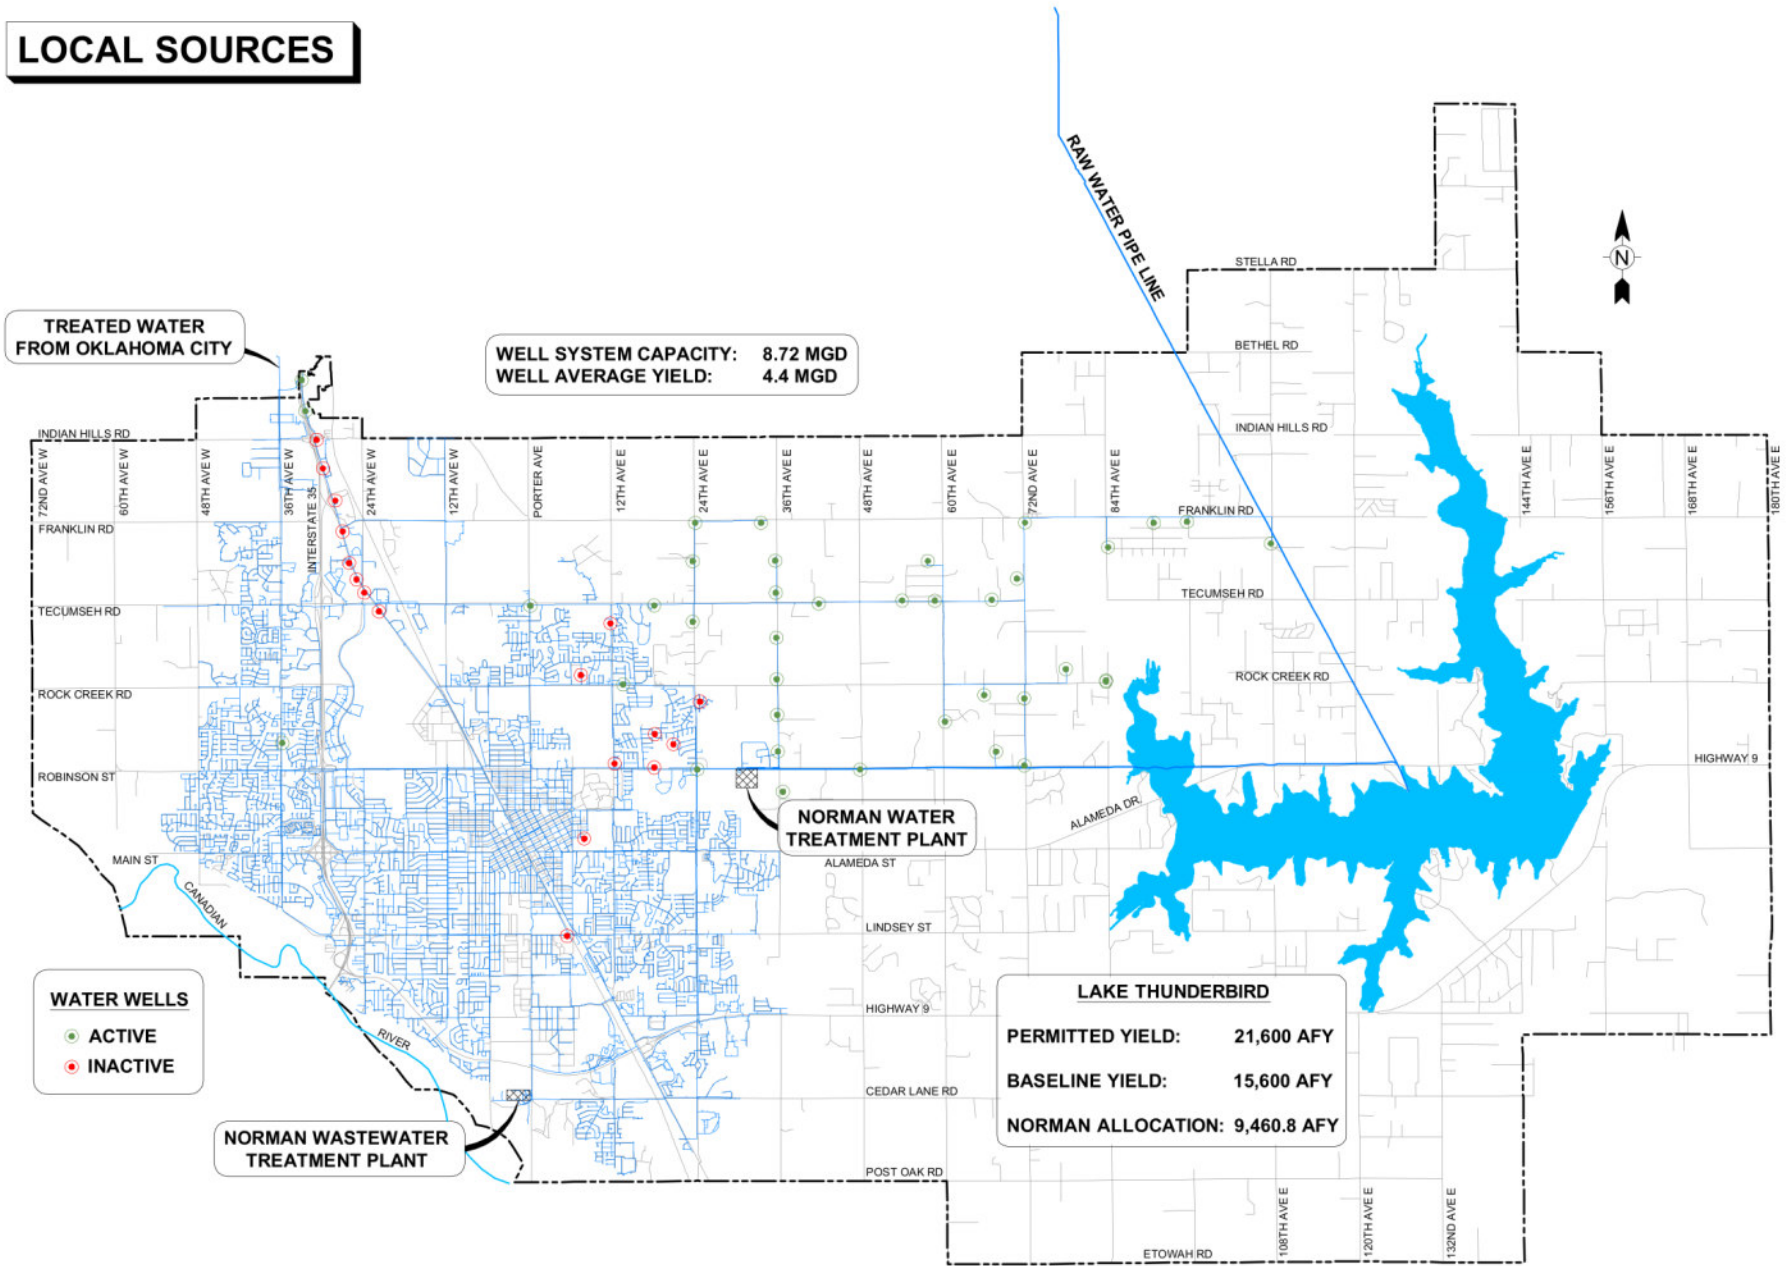 LOCAL SOURCES
RAW WATER PIPE LINE
N
STELLA RD
TREATED WATER
FROM OKLAHOMA CITY
WELL SYSTEM CAPACITY: 8.72 MGD
WELL AVERAGE YIELD: 4.4 MGD
BETHEL RD
INDIAN HILLS RD
INDIAN HILLS RD
72ND AVE W
60TH AVE W
48TH AVE W
36TH AVE W
INTERSTATE 35
24TH AVE W
12TH AVE W
PORTER AVE
12TH AVE E
24TH AVE E
36TH AVE E
48TH AVE E
60TH AVE E
72ND AVE E
84TH AVE E
144TH AVE E
156TH AVE E
168TH AVE E
180TH AVE E
FRANKLIN RD
FRANKLIN RD
TECUMSEH RD
TECUMSEH RD
ROCK CREEK RD
ROCK CREEK RD
ROBINSON ST
HIGHWAY 9
NORMAN WATER
TREATMENT PLANT
ALAMEDA DR.
MAIN ST
ALAMEDA ST
CANADIAN
LINDSEY ST
WATER WELLS
ACTIVE
INACTIVE
RIVER
HIGHWAY 9
LAKE THUNDERBIRD
PERMITTED YIELD: 21,600 AFY
BASELINE YIELD: 15,600 AFY
NORMAN ALLOCATION: 9,460.8 AFY
CEDAR LANE RD
NORMAN WASTEWATER
TREATMENT PLANT
POST OAK RD
108TH AVE E
120TH AVE E
132ND AVE E
ETOWAH RD